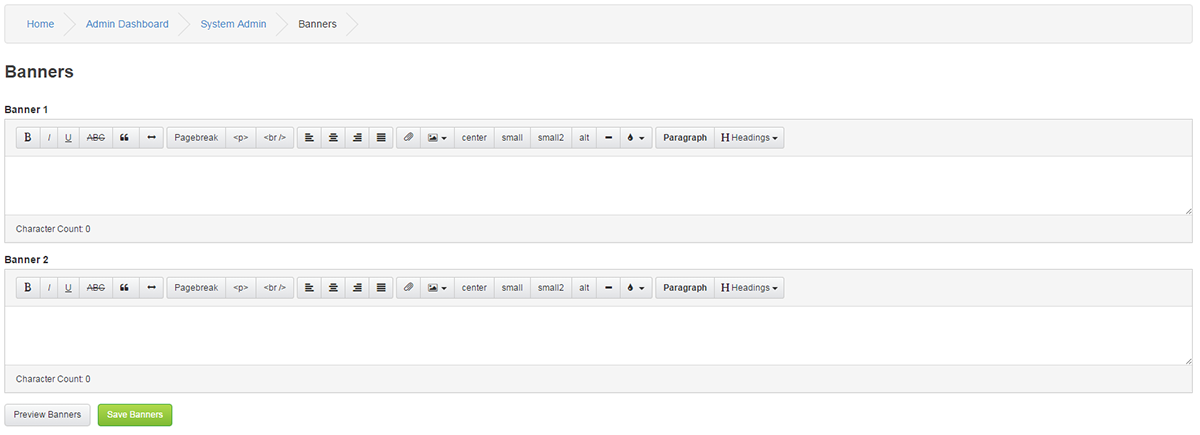 Home Admin Dashboard System Admin Banners
Banners
Banner 1
B I U ABC Pagebreak <p> <br /> center small small2 alt Paragraph H Headings
Character Count: 0
Banner 2
B I U ABC Pagebreak <p> <br /> center small small2 alt Paragraph H Headings
Character Count: 0
Preview Banners Save Banners